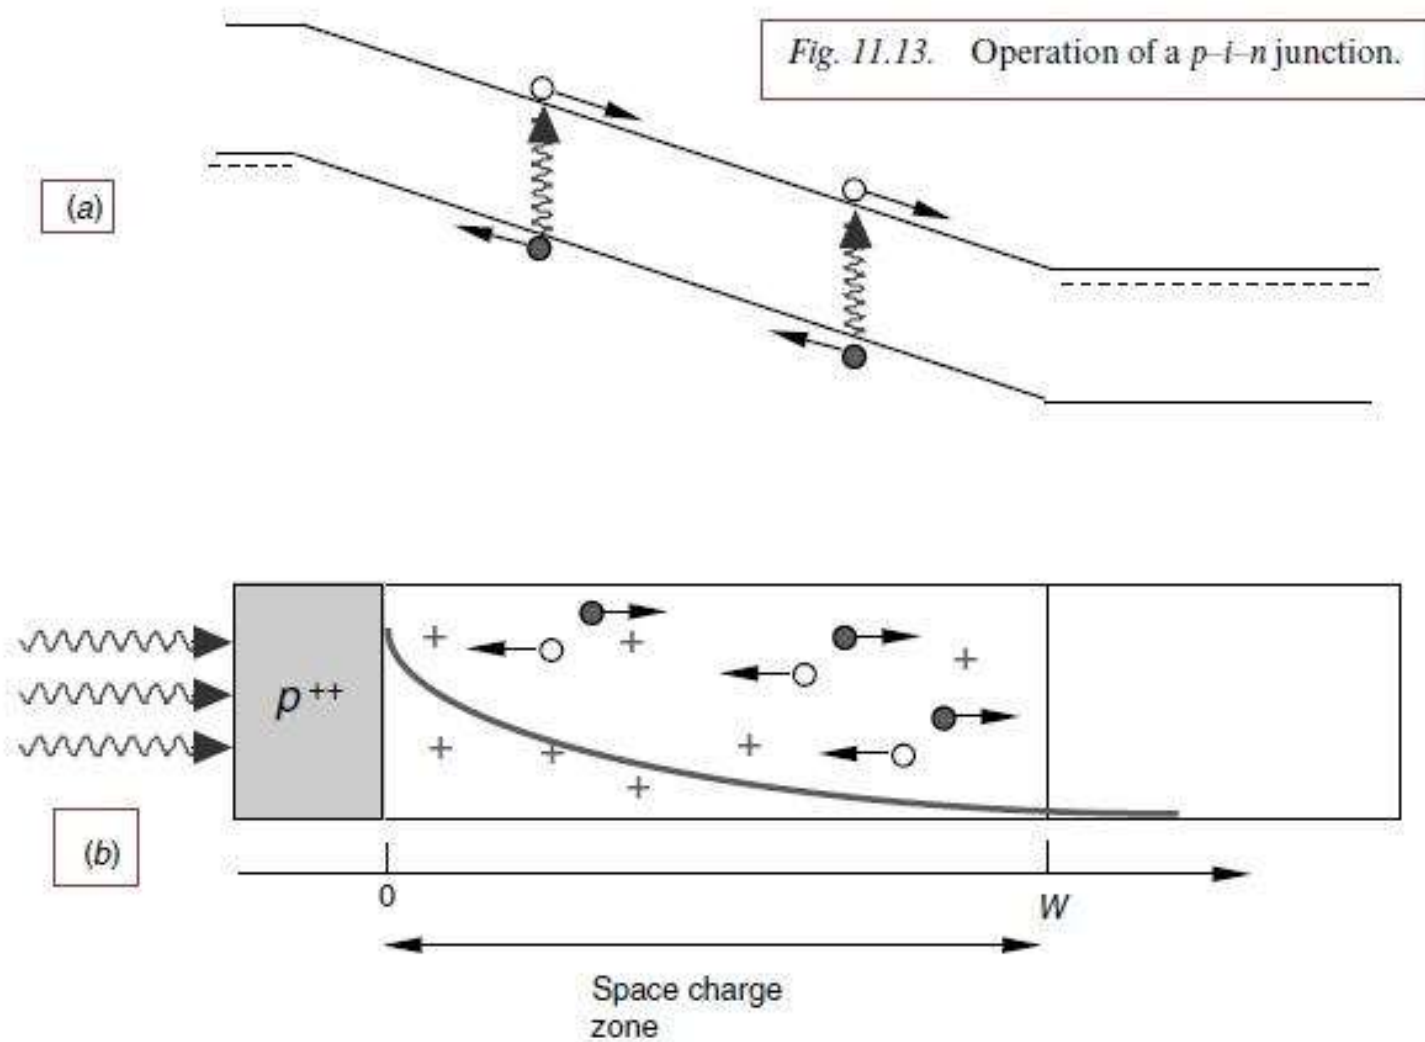 Fig. 11.13. Operation of a p–i–n junction.
(a)
p++
(b)
0
W
Space charge
zone